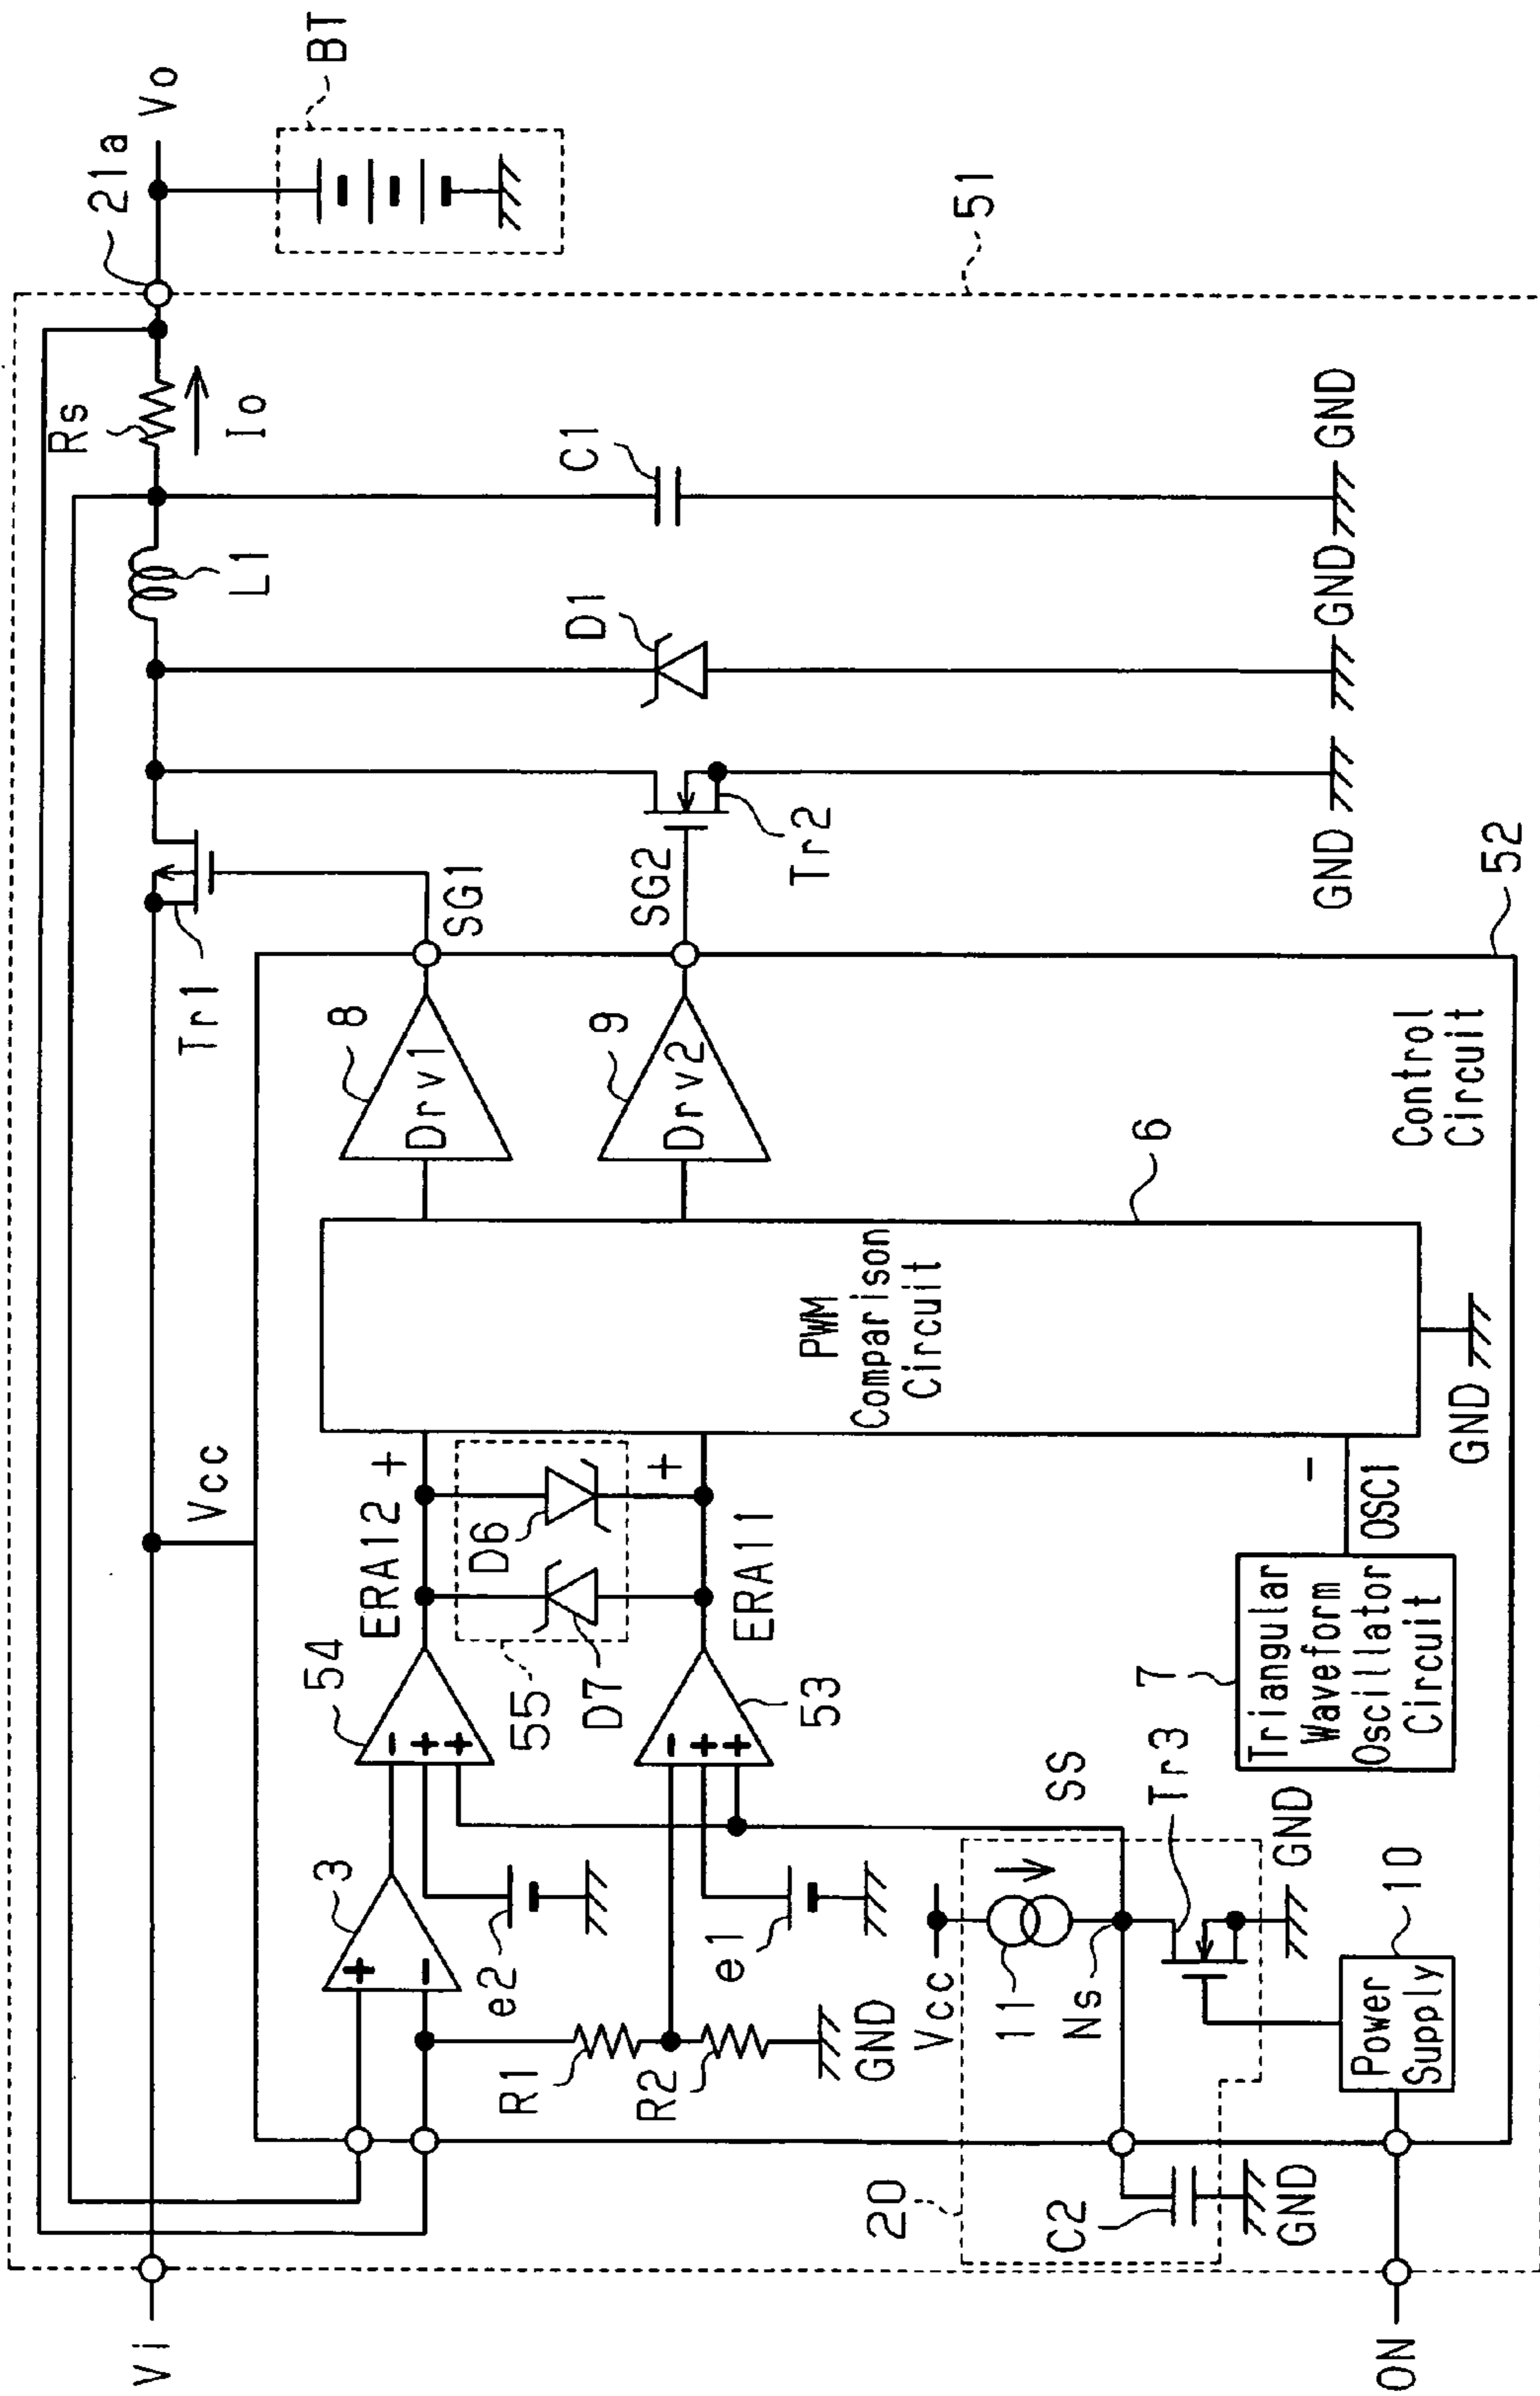 Vi
Vcc
Tr1
L1
Rs
Io
21a
Vo
BT
51
3
54
ERA12
+
8
Drv1
SG1
e2
55
D7
D6
+
9
Drv2
SG2
Tr2
D1
C1
R1
R2
GND
e1
53
ERA11
PWM
Comparison
Circuit
6
20
Vcc
11
Ns
SS
Tr3
GND
C2
GND
7
Triangular
Waveform
Oscillator
Circuit
-
OSC1
GND
Control
Circuit
52
GND
GND
GND
10
Power
Supply
ON
+
-
-
+
+
-
+
+